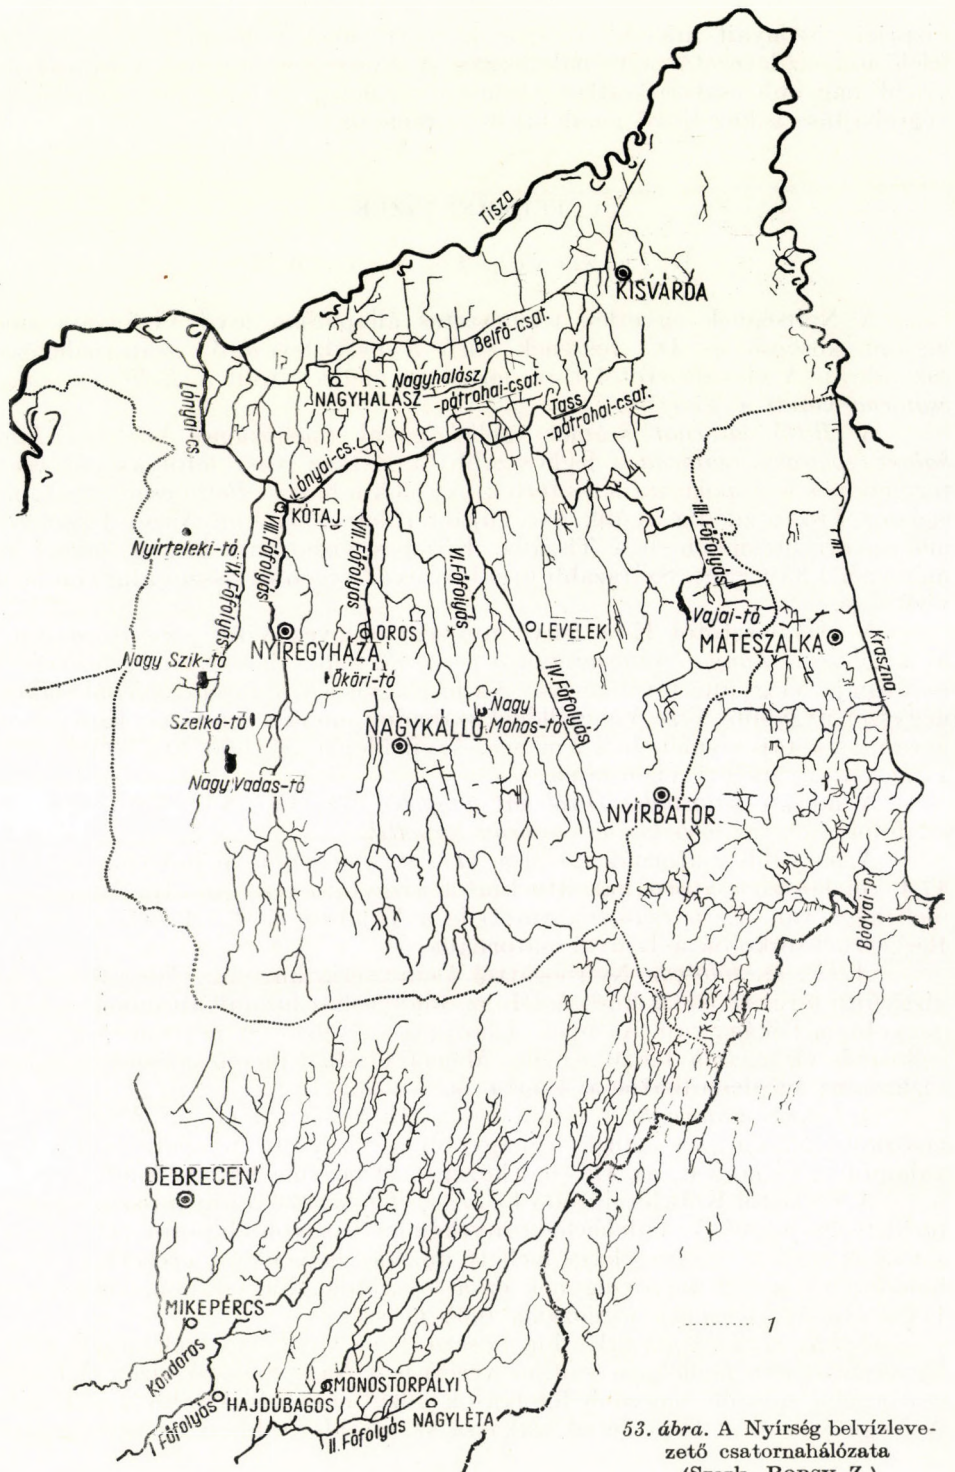 Tisza
KISVÁRDA
Belfő-csat.
Lónyai-cs.
NAGYHALÁSZ
Nagyhalász
-pátrohai-csat.
Tass
-pátrohai-csat.
Lónyai-cs.
KÓTAJ
Nyírteleki-tó
IX. Főfolyás
VIII. Főfolyás
VII. Főfolyás
VI. Főfolyás
III. Főfolyás
Vajai-tó
MÁTÉSZALKA
Kraszna
NYÍREGYHÁZA
OROS
LEVELEK
IV. Főfolyás
Nagy Szik-tó
Őkőri-tó
Szelkó-tó
NAGYKÁLLÓ
Nagy
Mohos-tó
Nagy Vadas-tó
NYÍRBÁTOR
Bódvai-p.
DEBRECEN
MIKEPÉRCS
Kondoros
I Főfolyás
HAJDÚBAGOS
MONOSTORPÁLYI
II. Főfolyás
NAGYLÉTA
1
53. ábra. A Nyírség belvízleve-
zető csatornahálózata
(Szerk. BORSY Z.)